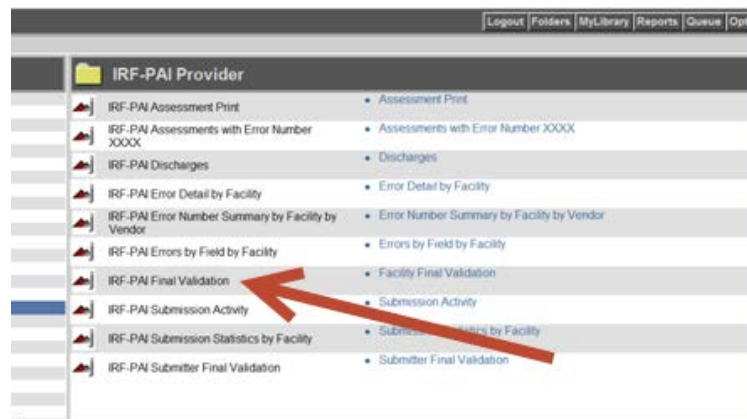 Logout Folders MyLibrary Reports Queue Opt
IRF-PAI Provider
IRF-PAI Assessment Print
Assessment Print
IRF-PAI Assessments with Error Number
XXXX
Assessments with Error Number XXXX
IRF-PAI Discharges
Discharges
IRF-PAI Error Detail by Facility
Error Detail by Facility
IRF-PAI Error Number Summary by Facility by
Vendor
Error Number Summary by Facility by Vendor
IRF-PAI Errors by Field by Facility
Errors by Field by Facility
IRF-PAI Final Validation
Facility Final Validation
IRF-PAI Submission Activity
Submission Activity
IRF-PAI Submission Statistics by Facility
Submission Statistics by Facility
IRF-PAI Submitter Final Validation
Submitter Final Validation